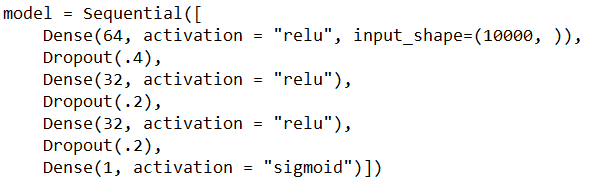 model = Sequential([
    Dense(64, activation = "relu", input_shape=(10000, )),
    Dropout(.4),
    Dense(32, activation = "relu"),
    Dropout(.2),
    Dense(32, activation = "relu"),
    Dropout(.2),
    Dense(1, activation = "sigmoid")])